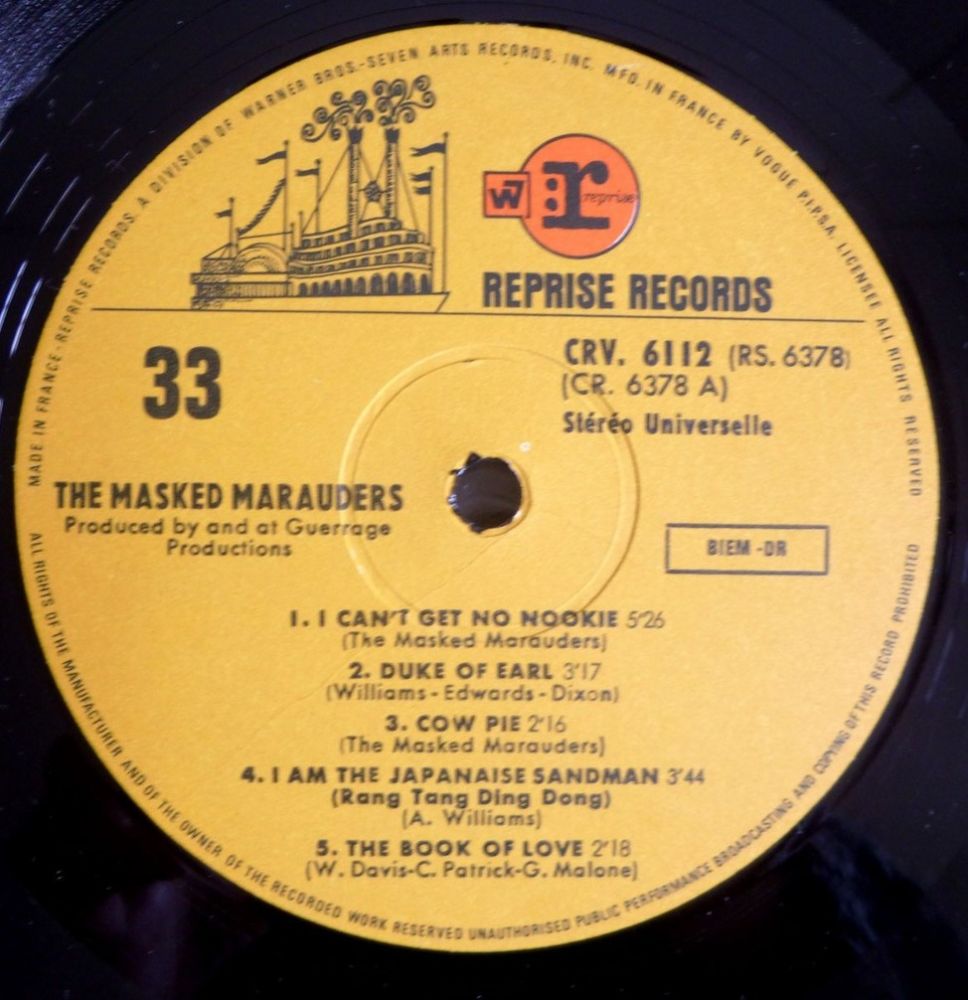 MADE IN FRANCE · REPRISE RECORDS, A DIVISION OF WARNER BROS.-SEVEN ARTS RECORDS, INC. MFD. IN FRANCE BY VOGUE P.I.P. S.A. LICENSEE ALL RIGHTS RESERVED
W7 r: reprise
REPRISE RECORDS
33
CRV. 6112 (RS. 6378)
(CR. 6378 A)
Stéréo Universelle
THE MASKED MARAUDERS
Produced by and at Guerrage
Productions
BIEM - DR
1. I CAN'T GET NO NOOKIE 5'26
(The Masked Marauders)
2. DUKE OF EARL 3'17
(Williams - Edwards - Dixon)
3. COW PIE 2'16
(The Masked Marauders)
4. I AM THE JAPANAISE SANDMAN 3'44
(Rang Tang Ding Dong)
(A. Williams)
5. THE BOOK OF LOVE 2'18
(W. Davis-C. Patrick-G. Malone)
ALL RIGHTS OF THE MANUFACTURER AND OF THE OWNER OF THE RECORDED WORK RESERVED UNAUTHORISED PUBLIC PERFORMANCE BROADCASTING AND COPYING OF THIS RECORD PROHIBITED